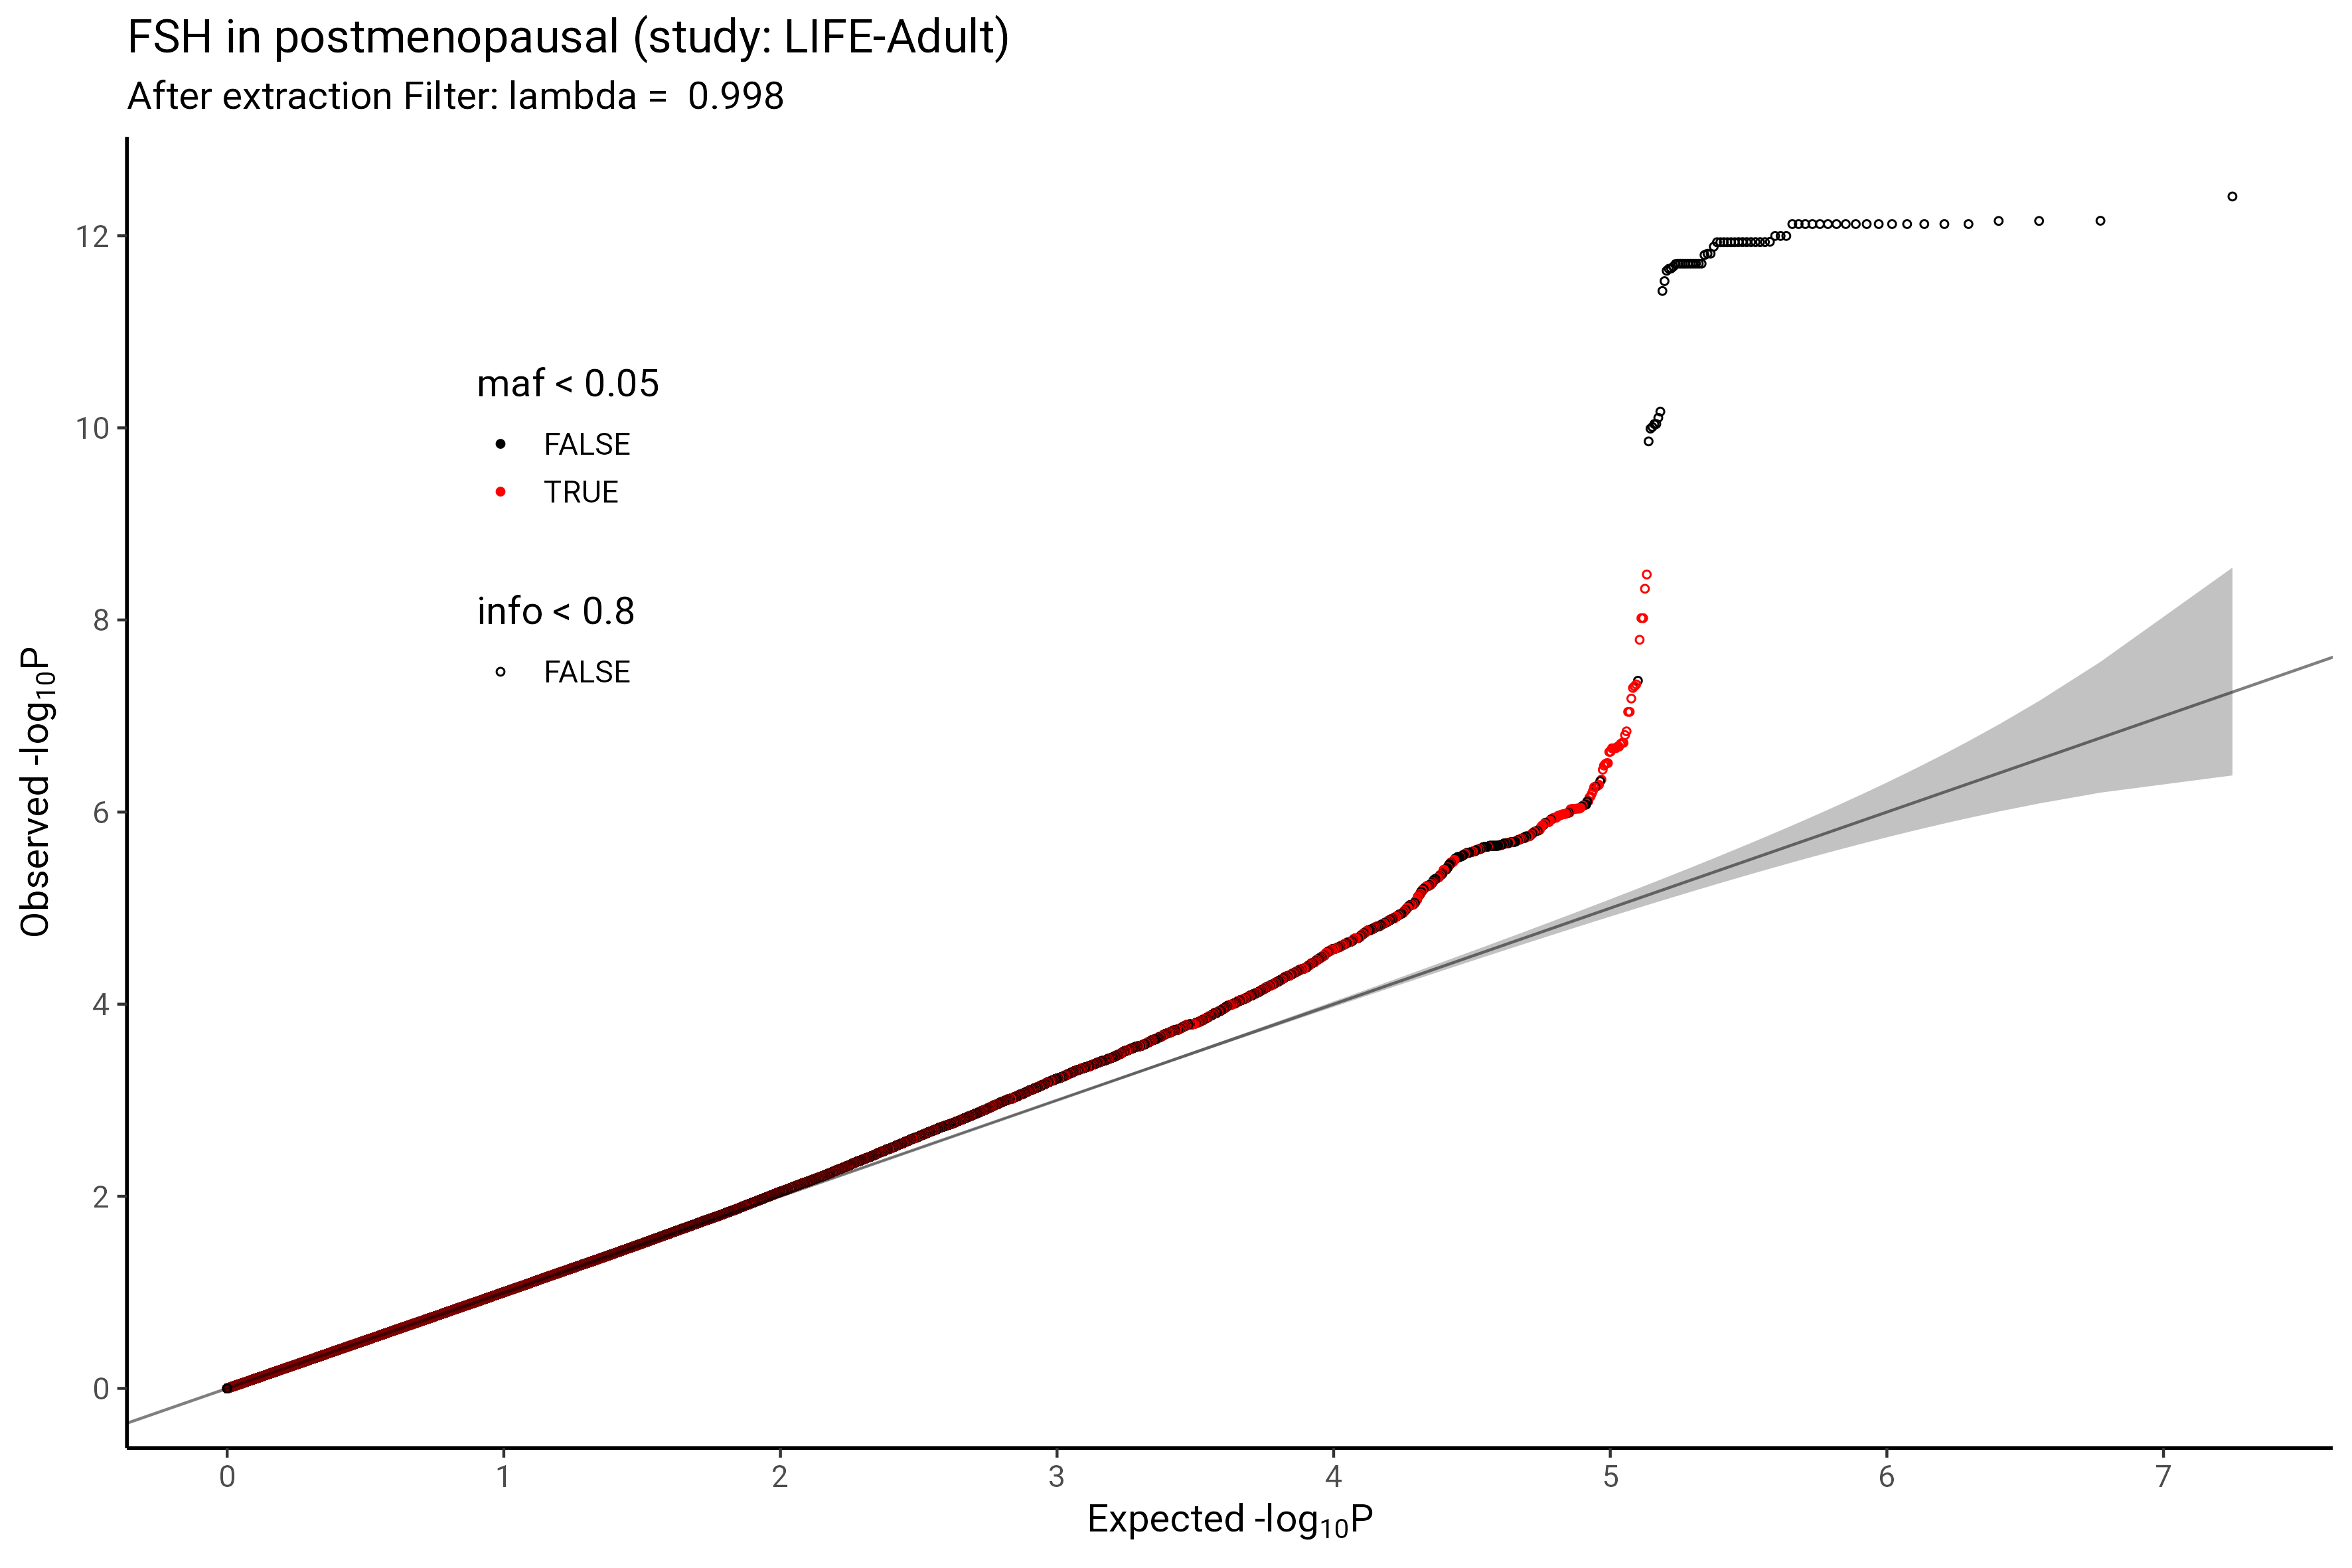 FSH in postmenopausal (study: LIFE-Adult)
After extraction Filter: lambda =  0.998
12
10
8
6
4
2
0
Observed -log10P
maf < 0.05
FALSE
TRUE
info < 0.8
FALSE
0 1 2 3 4 5 6 7
Expected -log10P